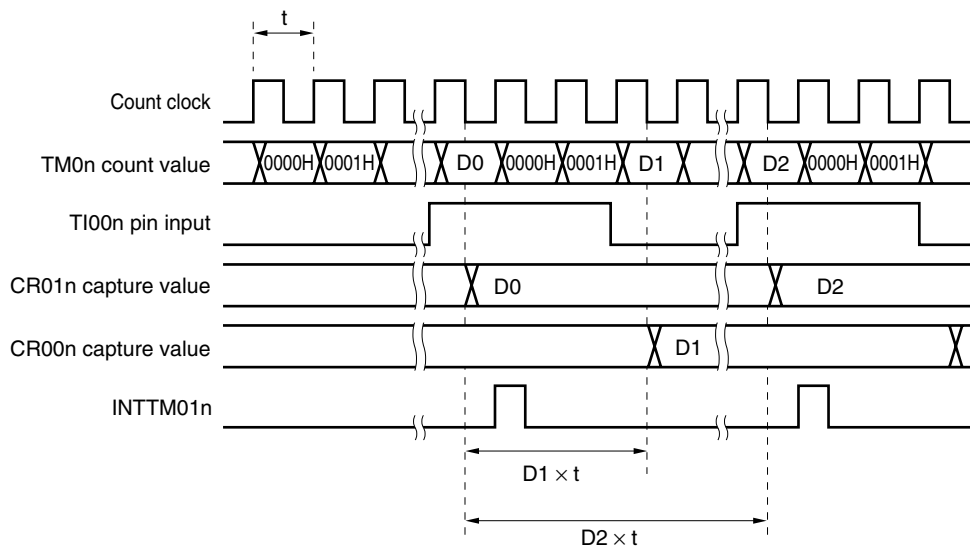 t
Count clock
TM0n count value 0000H 0001H D0 0000H 0001H D1 D2 0000H 0001H
TI00n pin input
CR01n capture value D0 D2
CR00n capture value D1
INTTM01n
D1 × t
D2 × t